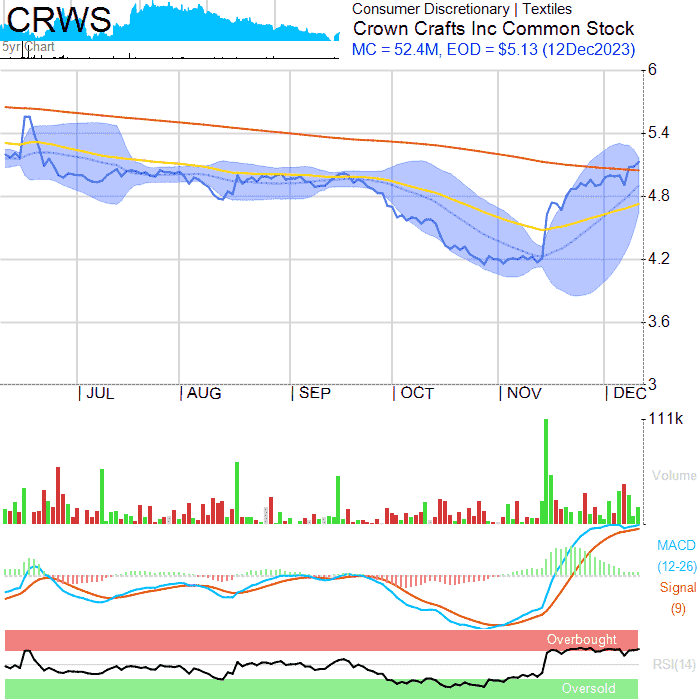 CRWS
5yr Chart
Consumer Discretionary | Textiles
Crown Crafts Inc Common Stock
MC = 52.4M, EOD = $5.13 (12Dec2023)
6
5.4
4.8
4.2
3.6
3
| JUL | AUG | SEP | OCT | NOV | DEC
111k
Volume
MACD
(12-26)
Signal
(9)
Overbought
RSI(14)
Oversold